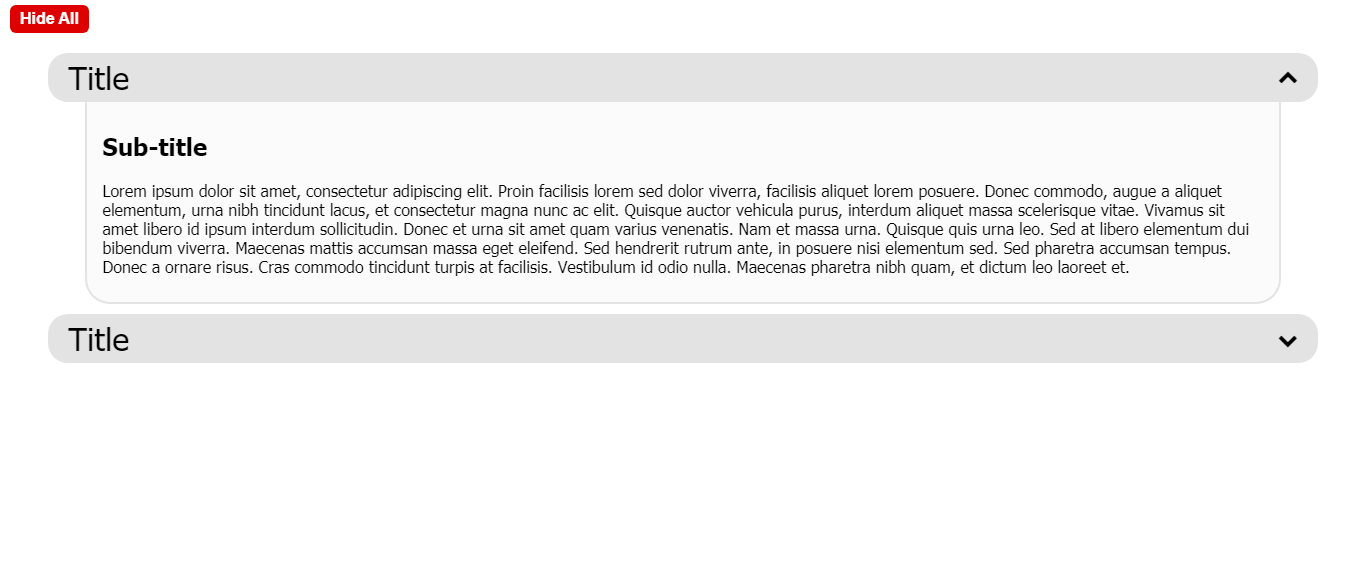 Hide All
Title
Sub-title
Lorem ipsum dolor sit amet, consectetur adipiscing elit. Proin facilisis lorem sed dolor viverra, facilisis aliquet lorem posuere. Donec commodo, augue a aliquet
elementum, urna nibh tincidunt lacus, et consectetur magna nunc ac elit. Quisque auctor vehicula purus, interdum aliquet massa scelerisque vitae. Vivamus sit
amet libero id ipsum interdum sollicitudin. Donec et urna sit amet quam varius venenatis. Nam et massa urna. Quisque quis urna leo. Sed at libero elementum dui
bibendum viverra. Maecenas mattis accumsan massa eget eleifend. Sed hendrerit rutrum ante, in posuere nisi elementum sed. Sed pharetra accumsan tempus.
Donec a ornare risus. Cras commodo tincidunt turpis at facilisis. Vestibulum id odio nulla. Maecenas pharetra nibh quam, et dictum leo laoreet et.
Title